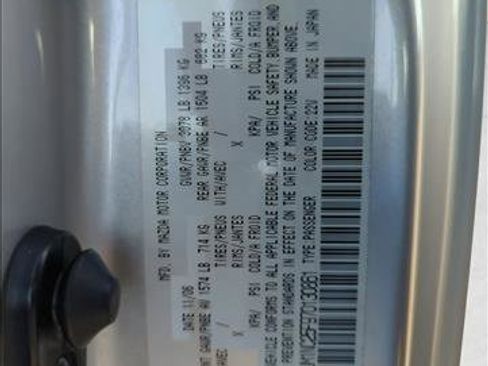 MFD. BY MAZDA MOTOR CORPORATION
DATE 11/06 GVWR/PNBV 3078 LB 1396 KG
GAWR/PNBE AV 1574 LB 714 KG REAR GAWR/PNBE AR 1504 LB 682 KG
TIRES/PNEUS WITH/AVEC TIRES/PNEUS
RIMS/JANTES X RIMS/JANTES
KPA/ PSI COLD/A FROID KPA/ PSI COLD/A FROID
VEHICLE CONFORMS TO ALL APPLICABLE FEDERAL MOTOR VEHICLE SAFETY, BUMPER, AND
PREVENTION STANDARDS IN EFFECT ON THE DATE OF MANUFACTURE SHOWN ABOVE.
TYPE PASSENGER COLOR CODE 22V MADE IN JAPAN